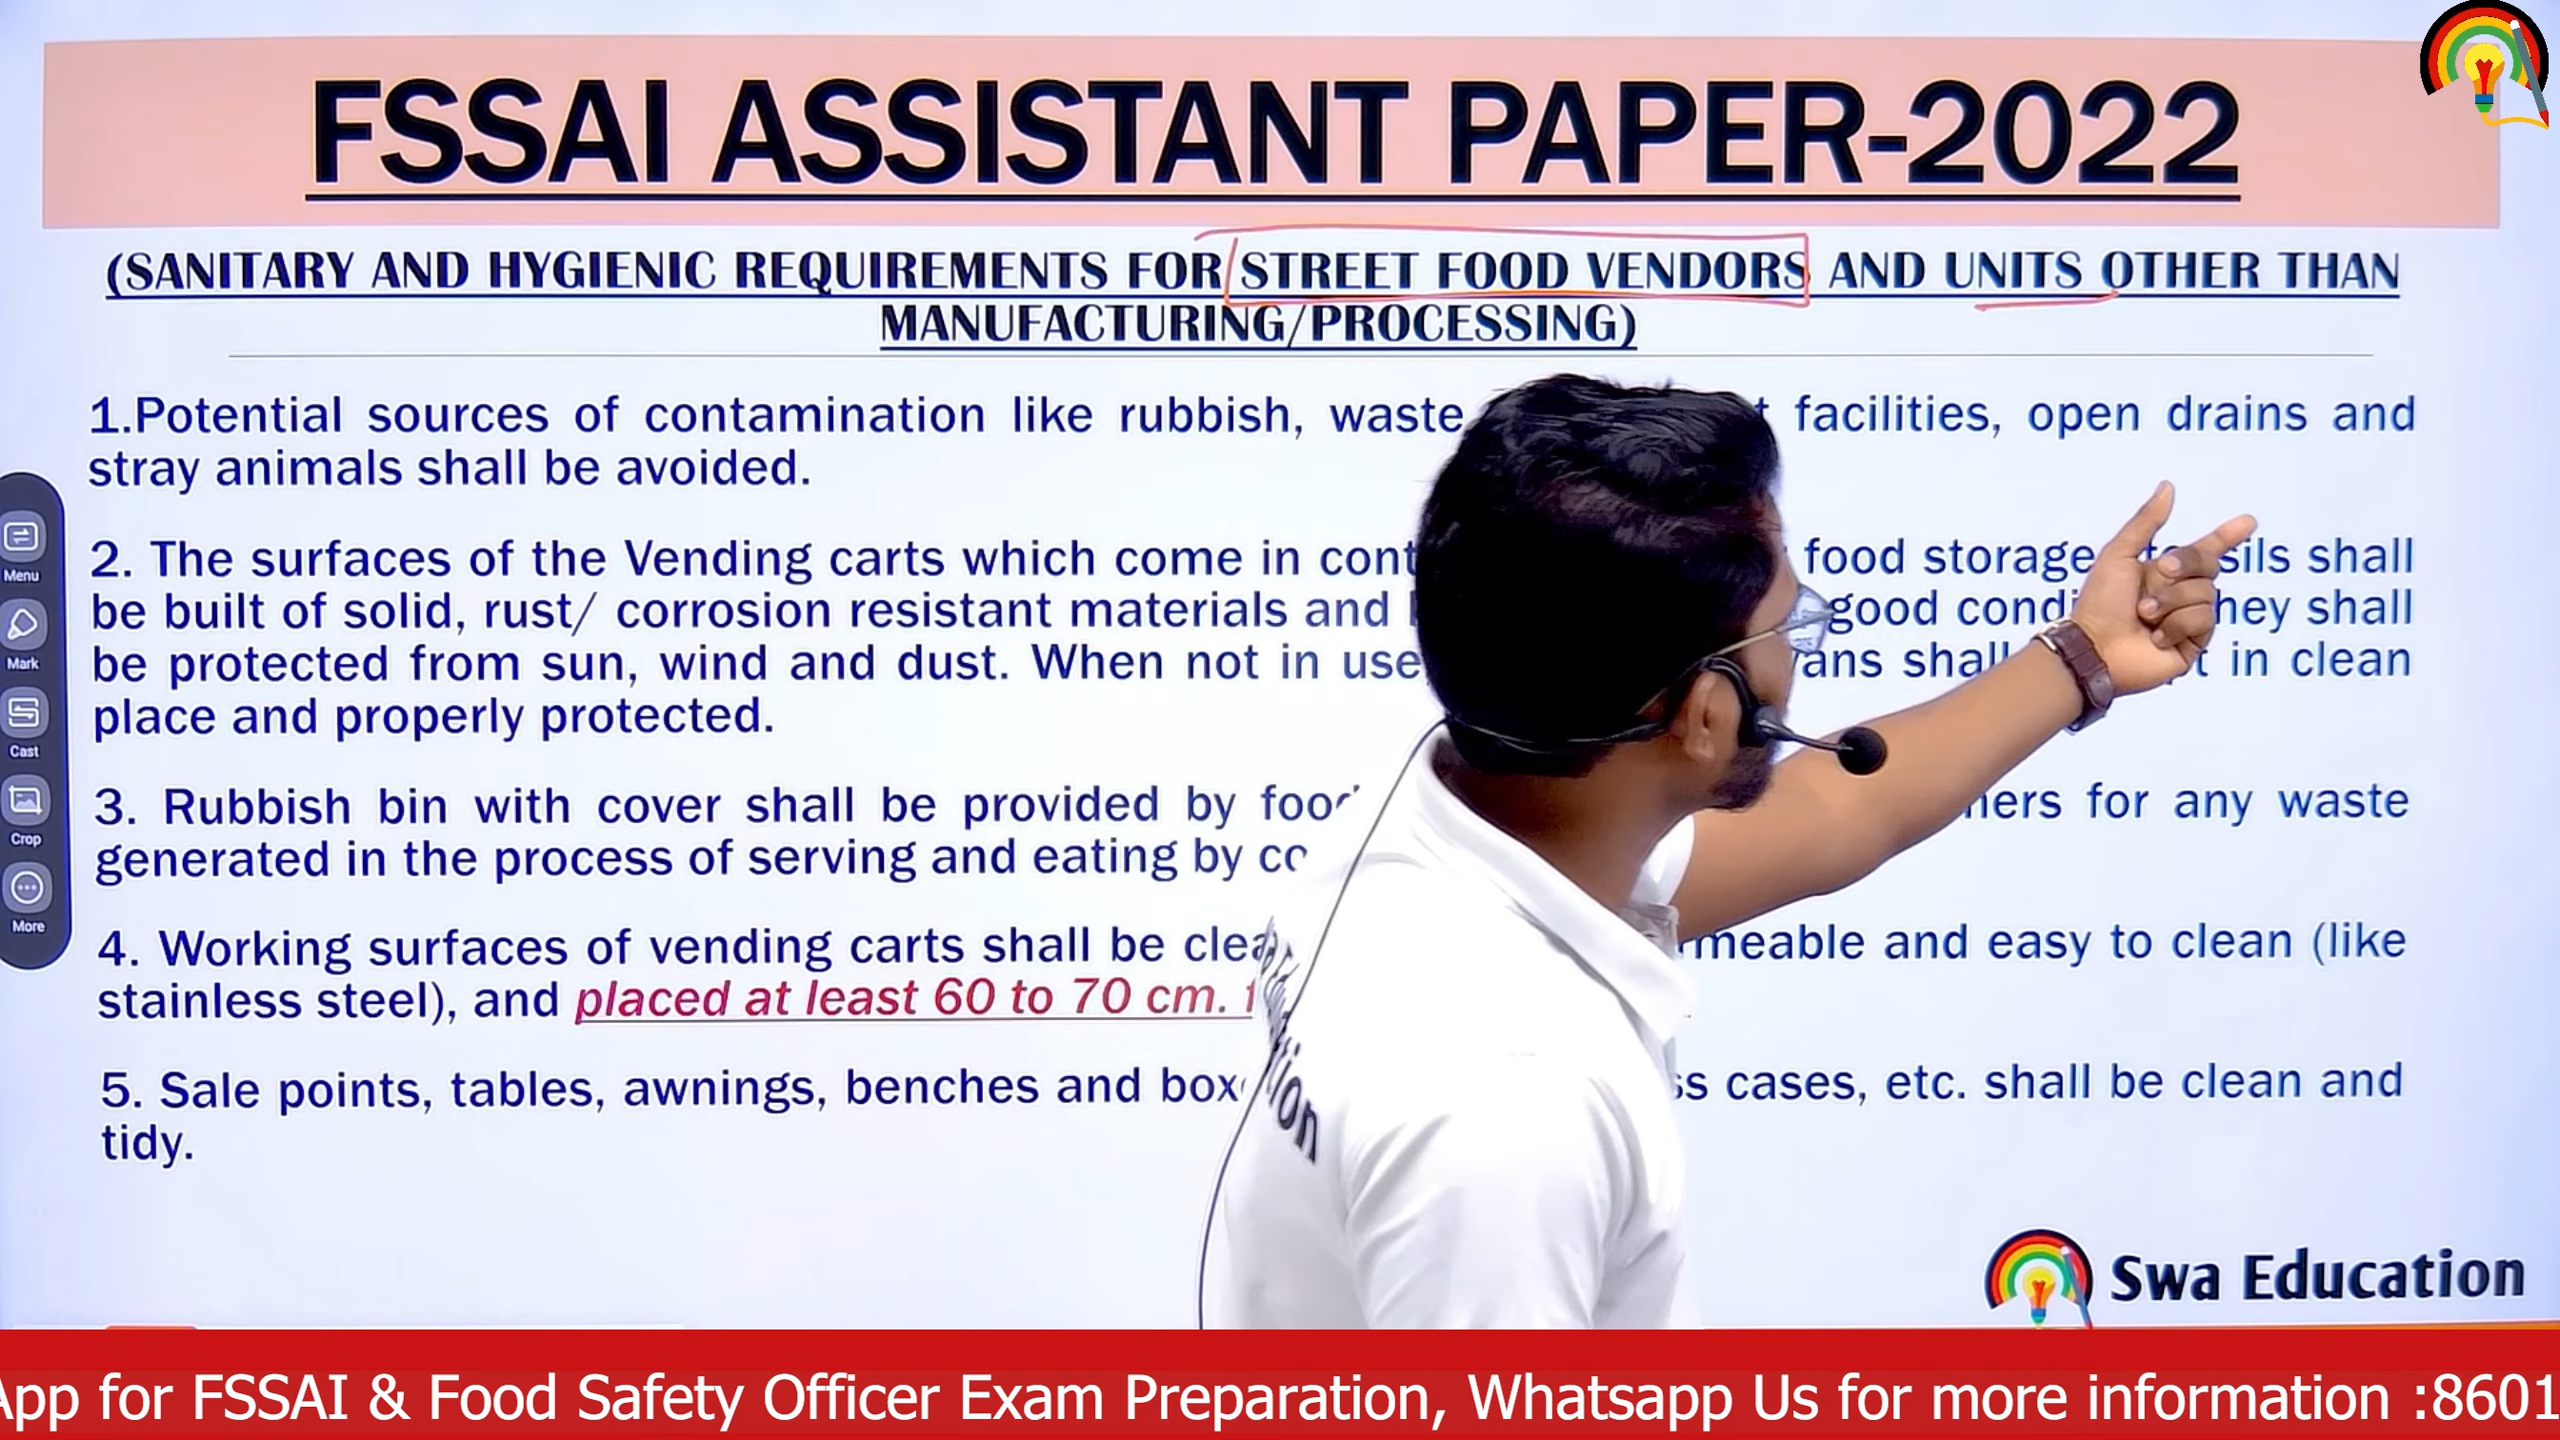 FSSAI ASSISTANT PAPER-2022
(SANITARY AND HYGIENIC REQUIREMENTS FOR STREET FOOD VENDORS AND UNITS OTHER THAN
MANUFACTURING/PROCESSING)
1.Potential sources of contamination like rubbish, waste facilities, open drains and
stray animals shall be avoided.
2. The surfaces of the Vending carts which come in food storage shall
be built of solid, rust/ corrosion resistant materials and good shall
be protected from sun, wind and dust. When not in use in clean
place and properly protected.
3. Rubbish bin with cover shall be provided by for any waste
generated in the process of serving and eating by
4. Working surfaces of vending carts shall be and easy to clean (like
stainless steel), and placed at least 60 to 70 cm.
5. Sale points, tables, awnings, benches and cases, etc. shall be clean and
tidy.
Menu
Mark
Cast
Crop
More
Swa Education
App for FSSAI & Food Safety Officer Exam Preparation, Whatsapp Us for more information :8601